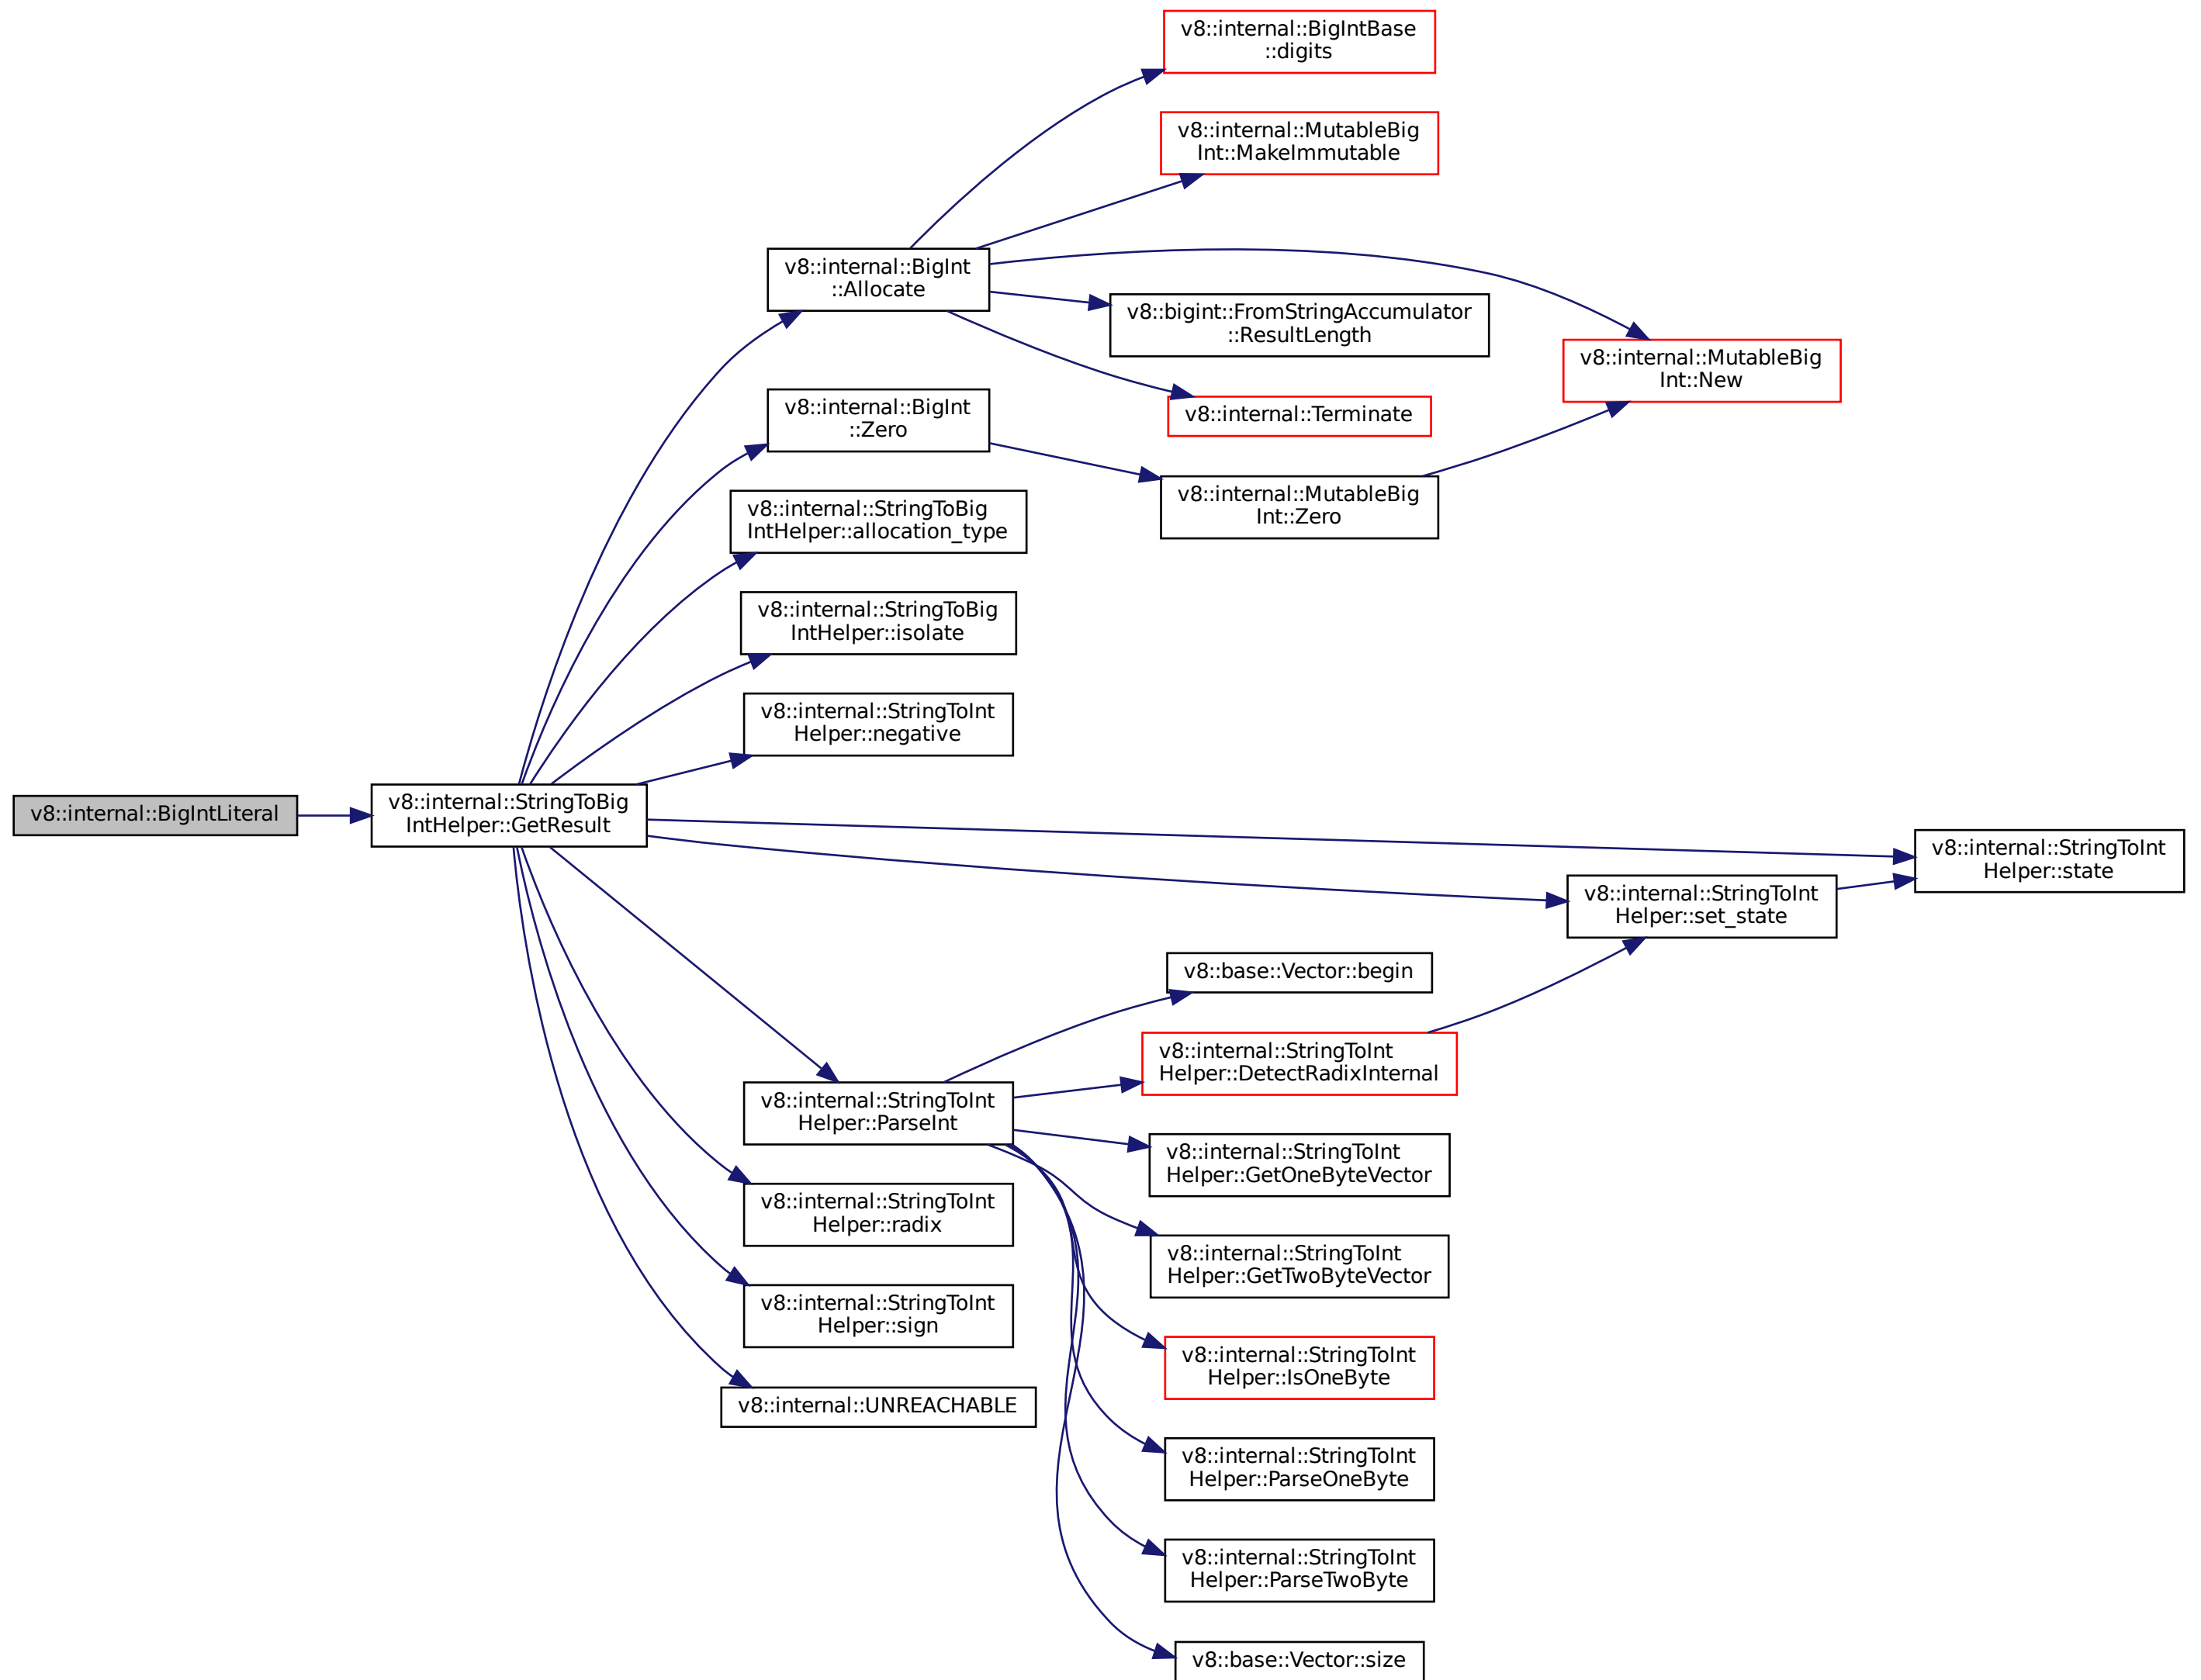 v8::internal::BigIntLiteral
v8::internal::StringToBig
IntHelper::GetResult
v8::internal::BigInt
::Allocate
v8::internal::BigInt
::Zero
v8::internal::StringToBig
IntHelper::allocation_type
v8::internal::StringToBig
IntHelper::isolate
v8::internal::StringToInt
Helper::negative
v8::internal::StringToInt
Helper::ParseInt
v8::internal::StringToInt
Helper::radix
v8::internal::StringToInt
Helper::sign
v8::internal::UNREACHABLE
v8::internal::BigIntBase
::digits
v8::internal::MutableBig
Int::MakeImmutable
v8::bigint::FromStringAccumulator
::ResultLength
v8::internal::Terminate
v8::internal::MutableBig
Int::Zero
v8::base::Vector::begin
v8::internal::StringToInt
Helper::DetectRadixInternal
v8::internal::StringToInt
Helper::GetOneByteVector
v8::internal::StringToInt
Helper::GetTwoByteVector
v8::internal::StringToInt
Helper::IsOneByte
v8::internal::StringToInt
Helper::ParseOneByte
v8::internal::StringToInt
Helper::ParseTwoByte
v8::base::Vector::size
v8::internal::MutableBig
Int::New
v8::internal::StringToInt
Helper::set_state
v8::internal::StringToInt
Helper::state